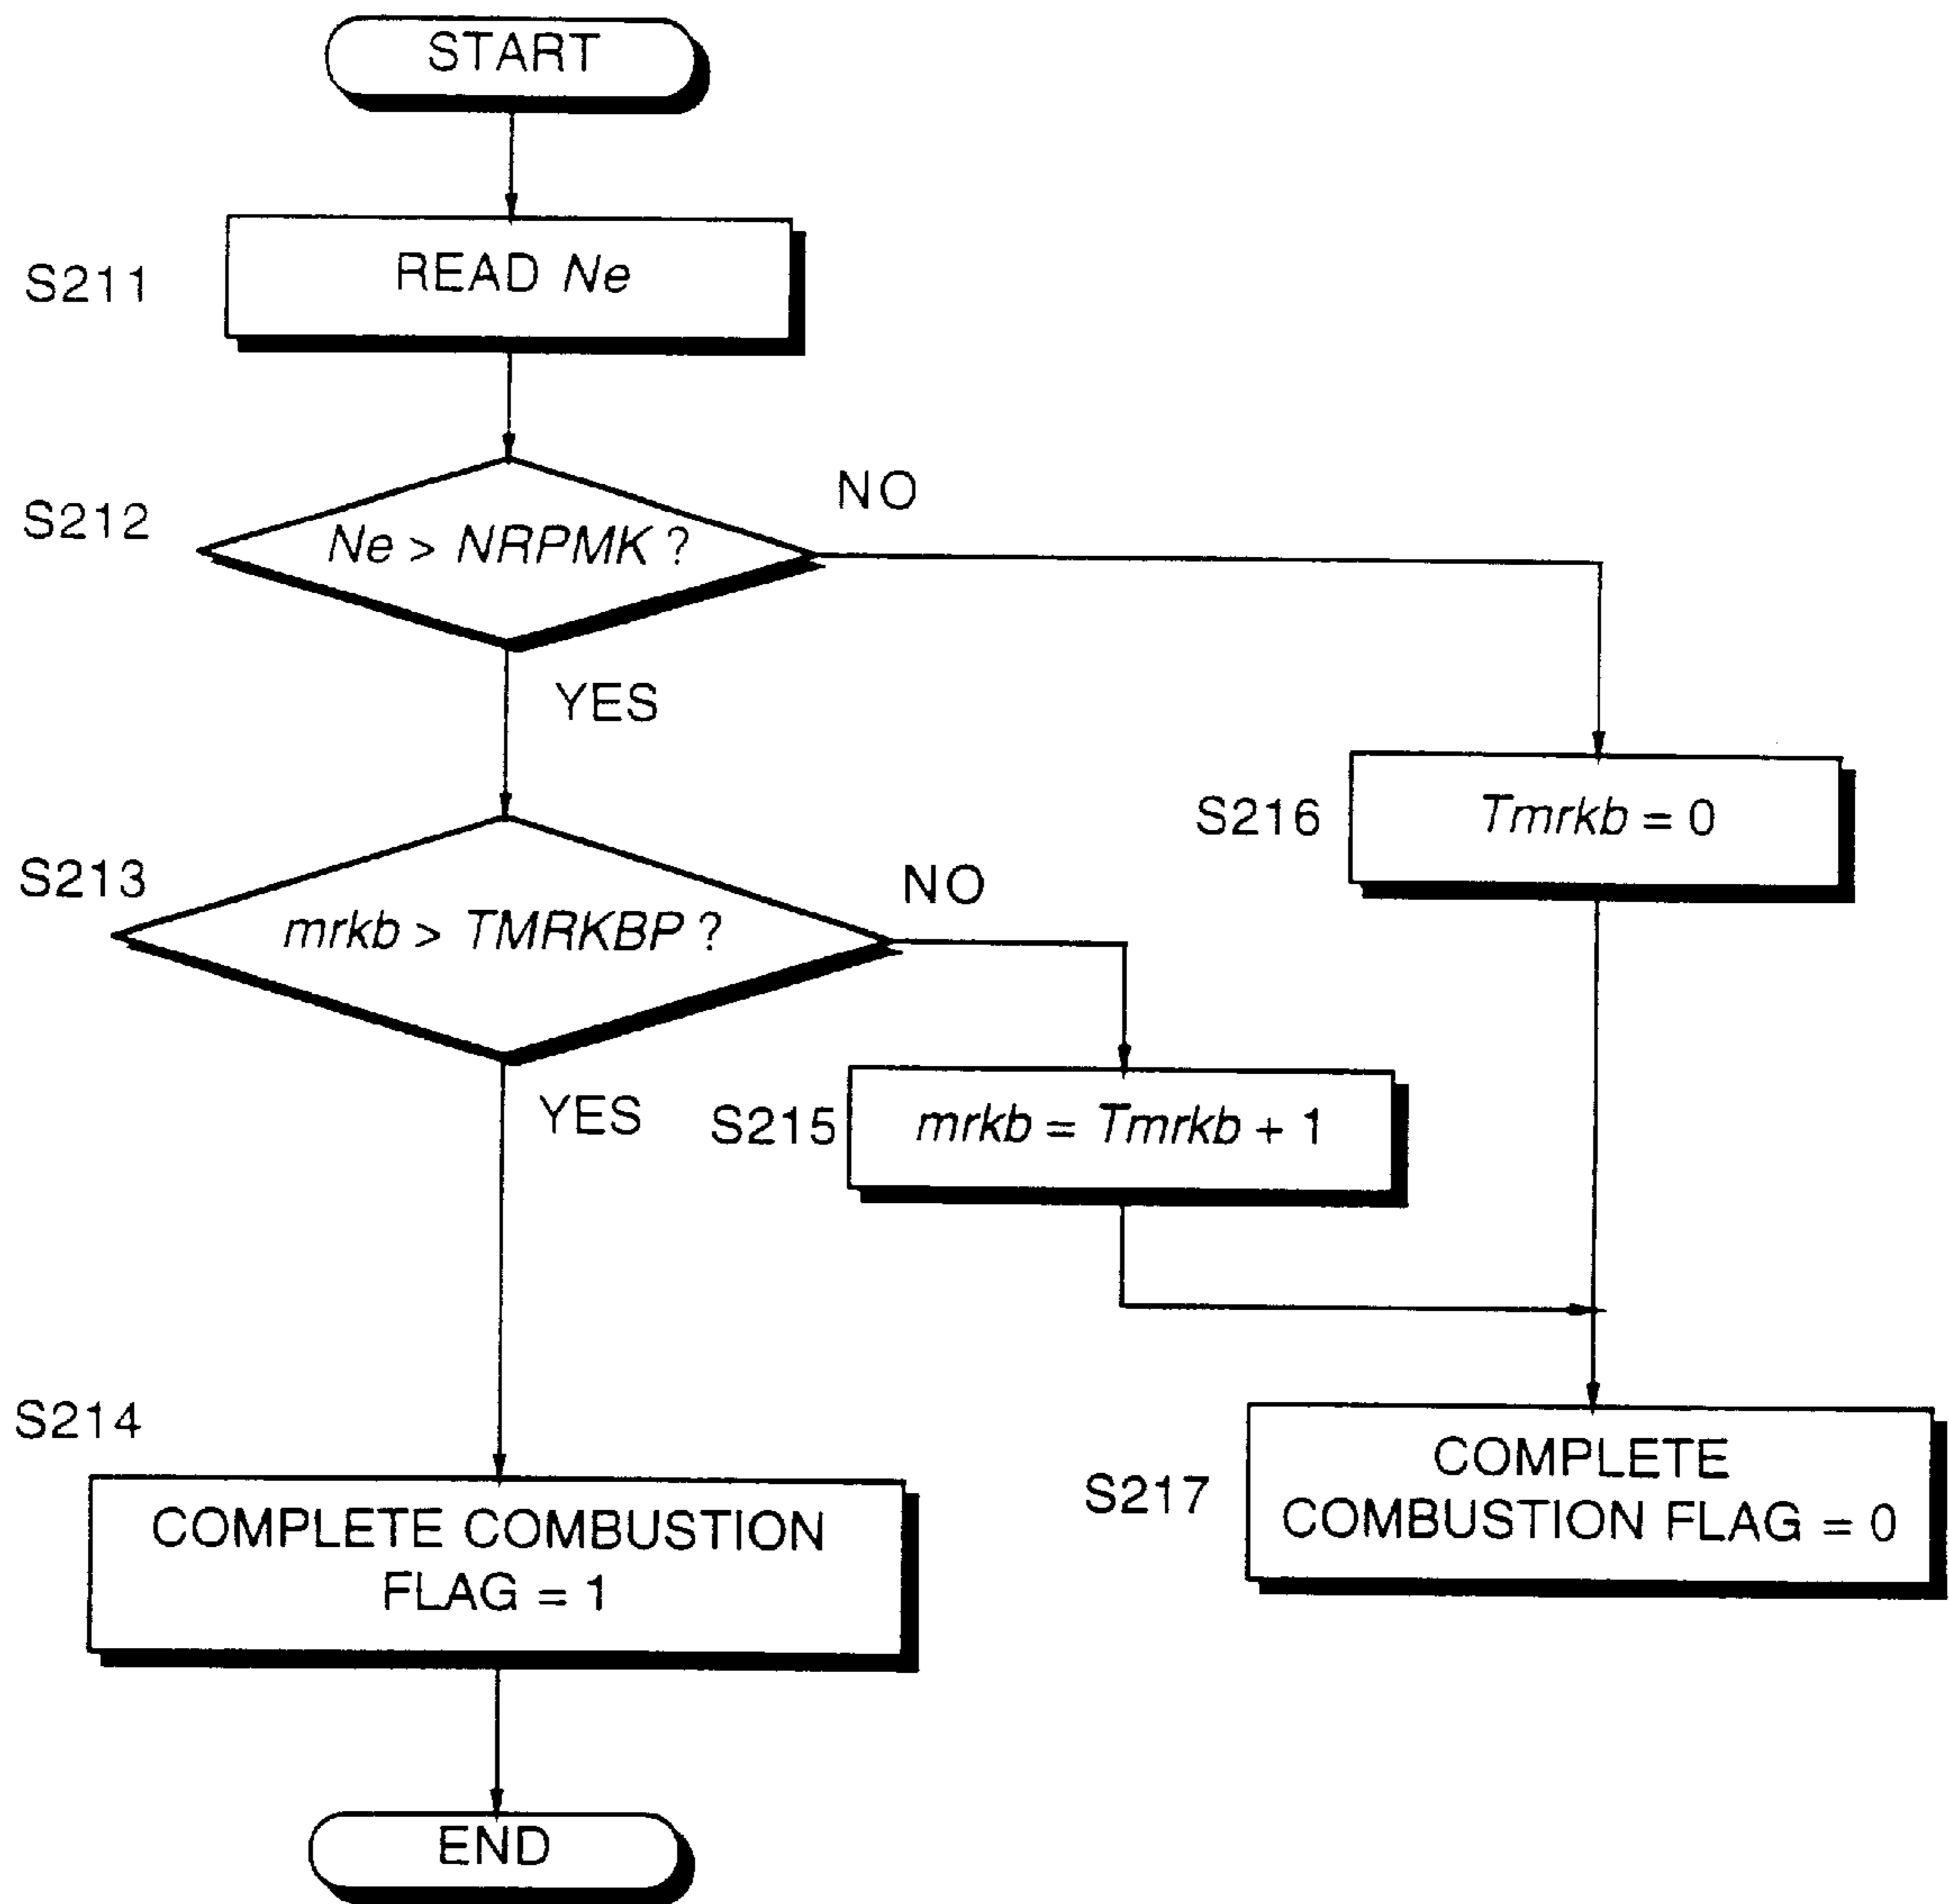 START
S211
READ Ne
S212
Ne > NRPMK ?
NO
YES
S213
mrkb > TMRKBP ?
NO
YES
S216
Tmrkb = 0
S215
mrkb = Tmrkb + 1
S214
COMPLETE COMBUSTION
FLAG = 1
S217
COMPLETE
COMBUSTION FLAG = 0
END